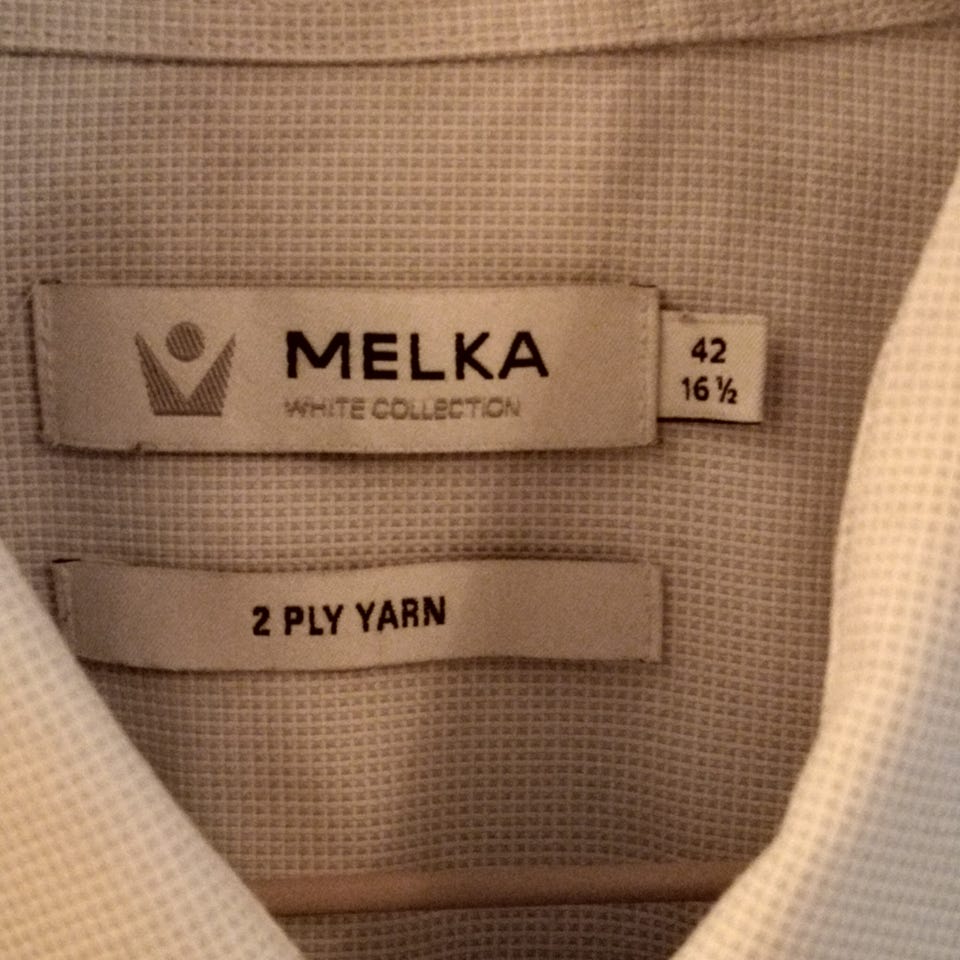 MELKA
WHITE COLLECTION
42
16 ½
2 PLY YARN